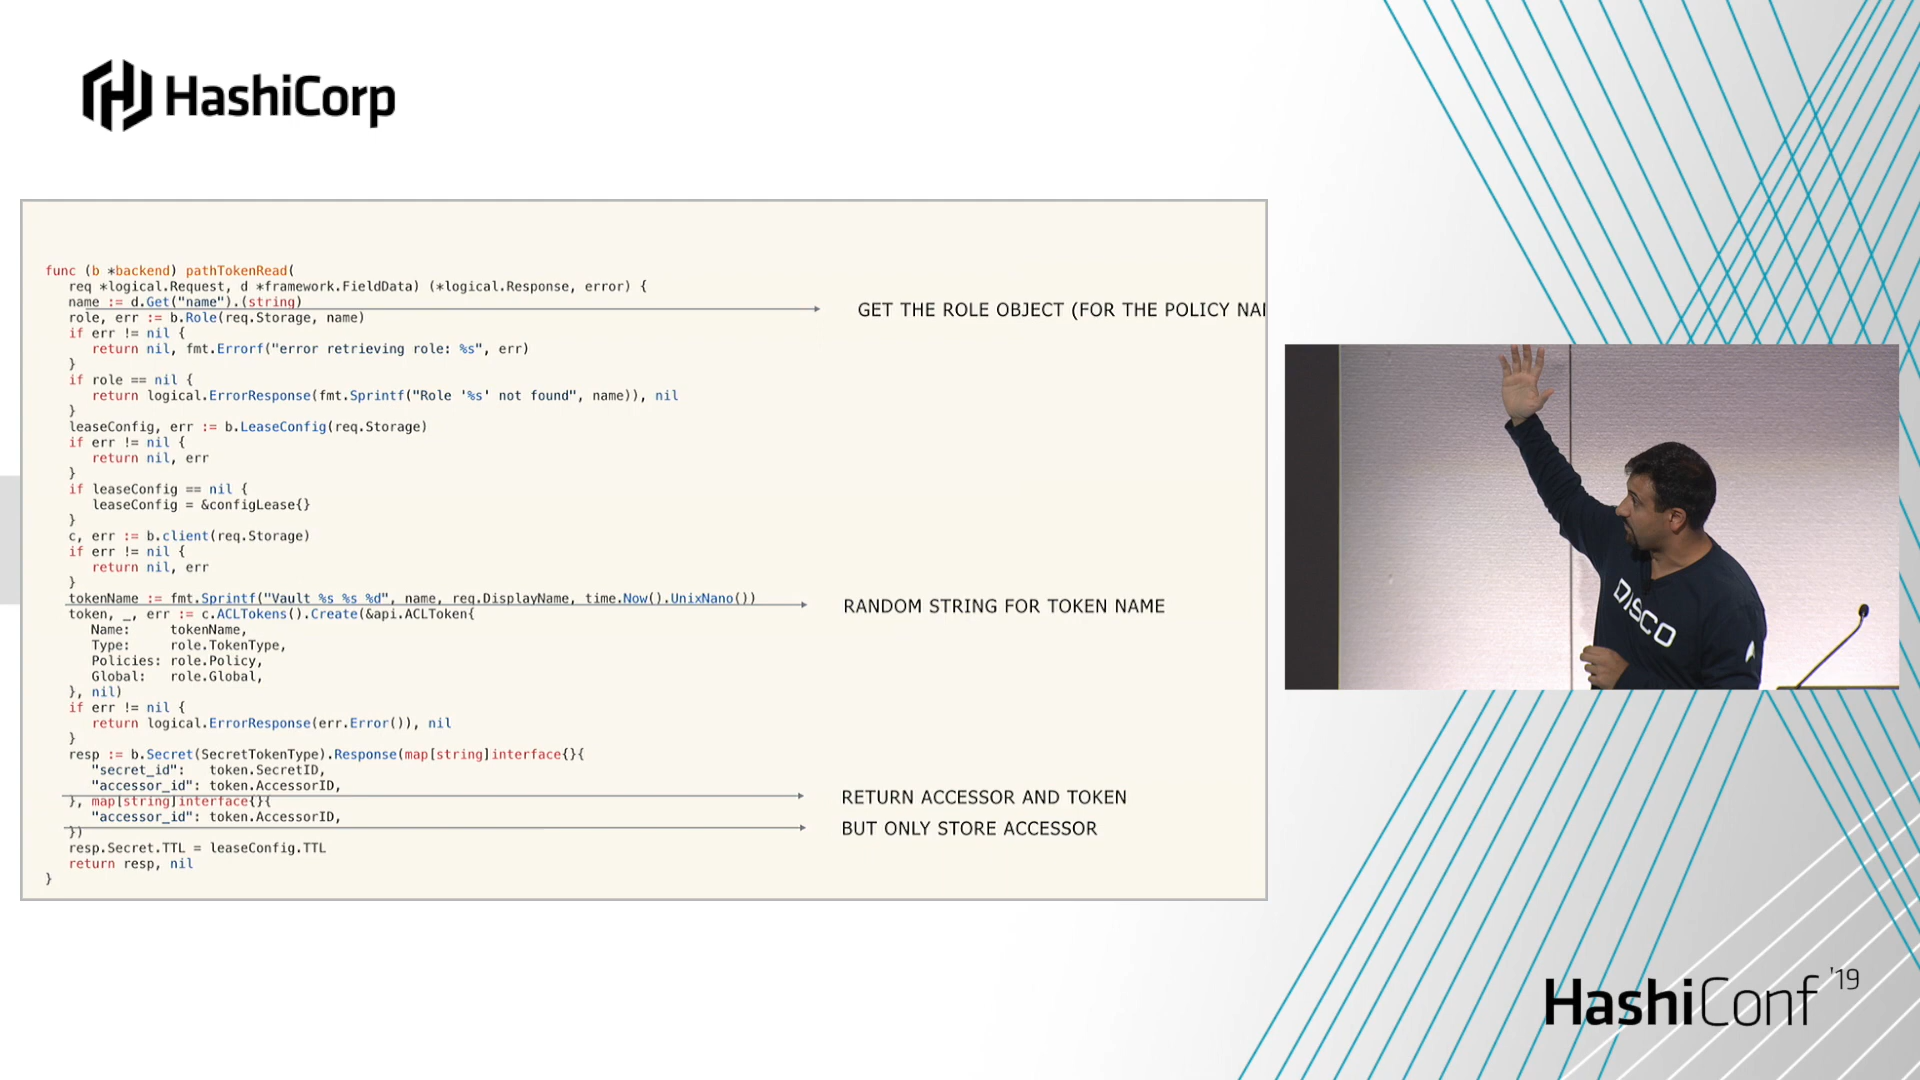 HashiCorp
func (b *backend) pathTokenRead(
req *logical.Request, d *framework.FieldData) (*logical.Response, error) {
name := d.Get("name").(string)
GET THE ROLE OBJECT (FOR THE POLICY NA
role, err := b.Role(req.Storage, name)
if err != nil {
return nil, fmt.Errorf("error retrieving role: %s", err)
}
if role == nil {
return logical.ErrorResponse(fmt.Sprintf("Role '%s' not found", name)), nil
}
leaseConfig, err := b.LeaseConfig(req.Storage)
if err != nil {
return nil, err
}
if leaseConfig == nil {
leaseConfig = &configLease{}
}
c, err := b.client(req.Storage)
if err != nil {
return nil, err
}
tokenName := fmt.Sprintf("Vault %s %s %d", name, req.DisplayName, time.Now().UnixNano())
RANDOM STRING FOR TOKEN NAME
token, _, err := c.ACLTokens().Create(&api.ACLToken{
Name: tokenName,
Type: role.TokenType,
Policies: role.Policy,
Global: role.Global,
}, nil)
if err != nil {
return logical.ErrorResponse(err.Error()), nil
}
resp := b.Secret(SecretTokenType).Response(map[string]interface{}{
"secret_id": token.SecretID,
"accessor_id": token.AccessorID,
}, map[string]interface{}{
RETURN ACCESSOR AND TOKEN
"accessor_id": token.AccessorID,
})
BUT ONLY STORE ACCESSOR
resp.Secret.TTL = leaseConfig.TTL
return resp, nil
}
DISCO
HashiConf '19